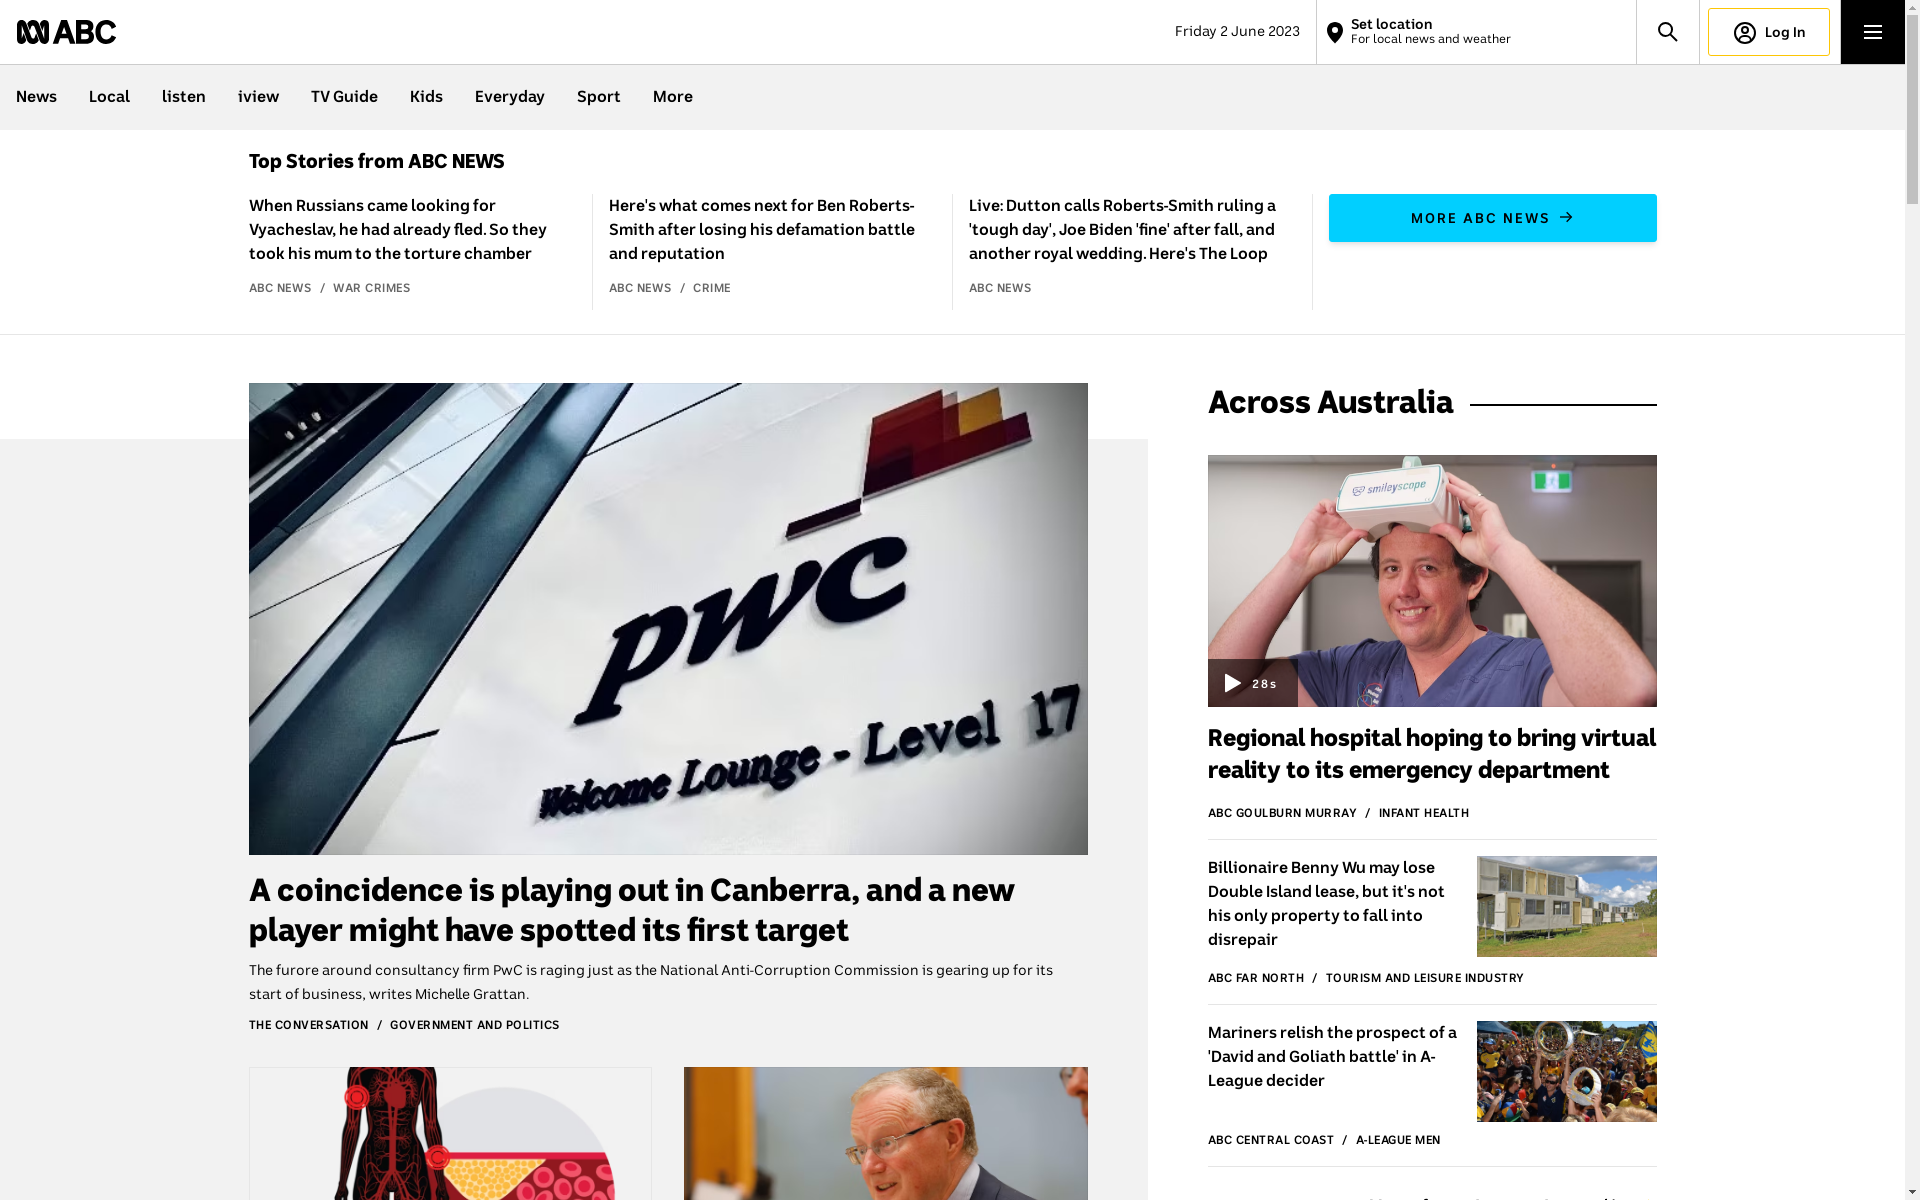 ABC
Friday 2 June 2023
Set location
For local news and weather
Log In
News
Local
listen
iview
TV Guide
Kids
Everyday
Sport
More
Top Stories from ABC NEWS
When Russians came looking for
Vyacheslav, he had already fled. So they
took his mum to the torture chamber
ABC NEWS / WAR CRIMES
Here's what comes next for Ben Roberts-
Smith after losing his defamation battle
and reputation
ABC NEWS / CRIME
Live: Dutton calls Roberts-Smith ruling a
'tough day', Joe Biden 'fine' after fall, and
another royal wedding. Here's The Loop
ABC NEWS
MORE ABC NEWS
pwc
Welcome Lounge - Level 17
A coincidence is playing out in Canberra, and a new
player might have spotted its first target
The furore around consultancy firm PwC is raging just as the National Anti-Corruption Commission is gearing up for its
start of business, writes Michelle Grattan.
THE CONVERSATION / GOVERNMENT AND POLITICS
Across Australia
smileyscope
28s
Regional hospital hoping to bring virtual
reality to its emergency department
ABC GOULBURN MURRAY / INFANT HEALTH
Billionaire Benny Wu may lose
Double Island lease, but it's not
his only property to fall into
disrepair
ABC FAR NORTH / TOURISM AND LEISURE INDUSTRY
Mariners relish the prospect of a
'David and Goliath battle' in A-
League decider
ABC CENTRAL COAST / A-LEAGUE MEN